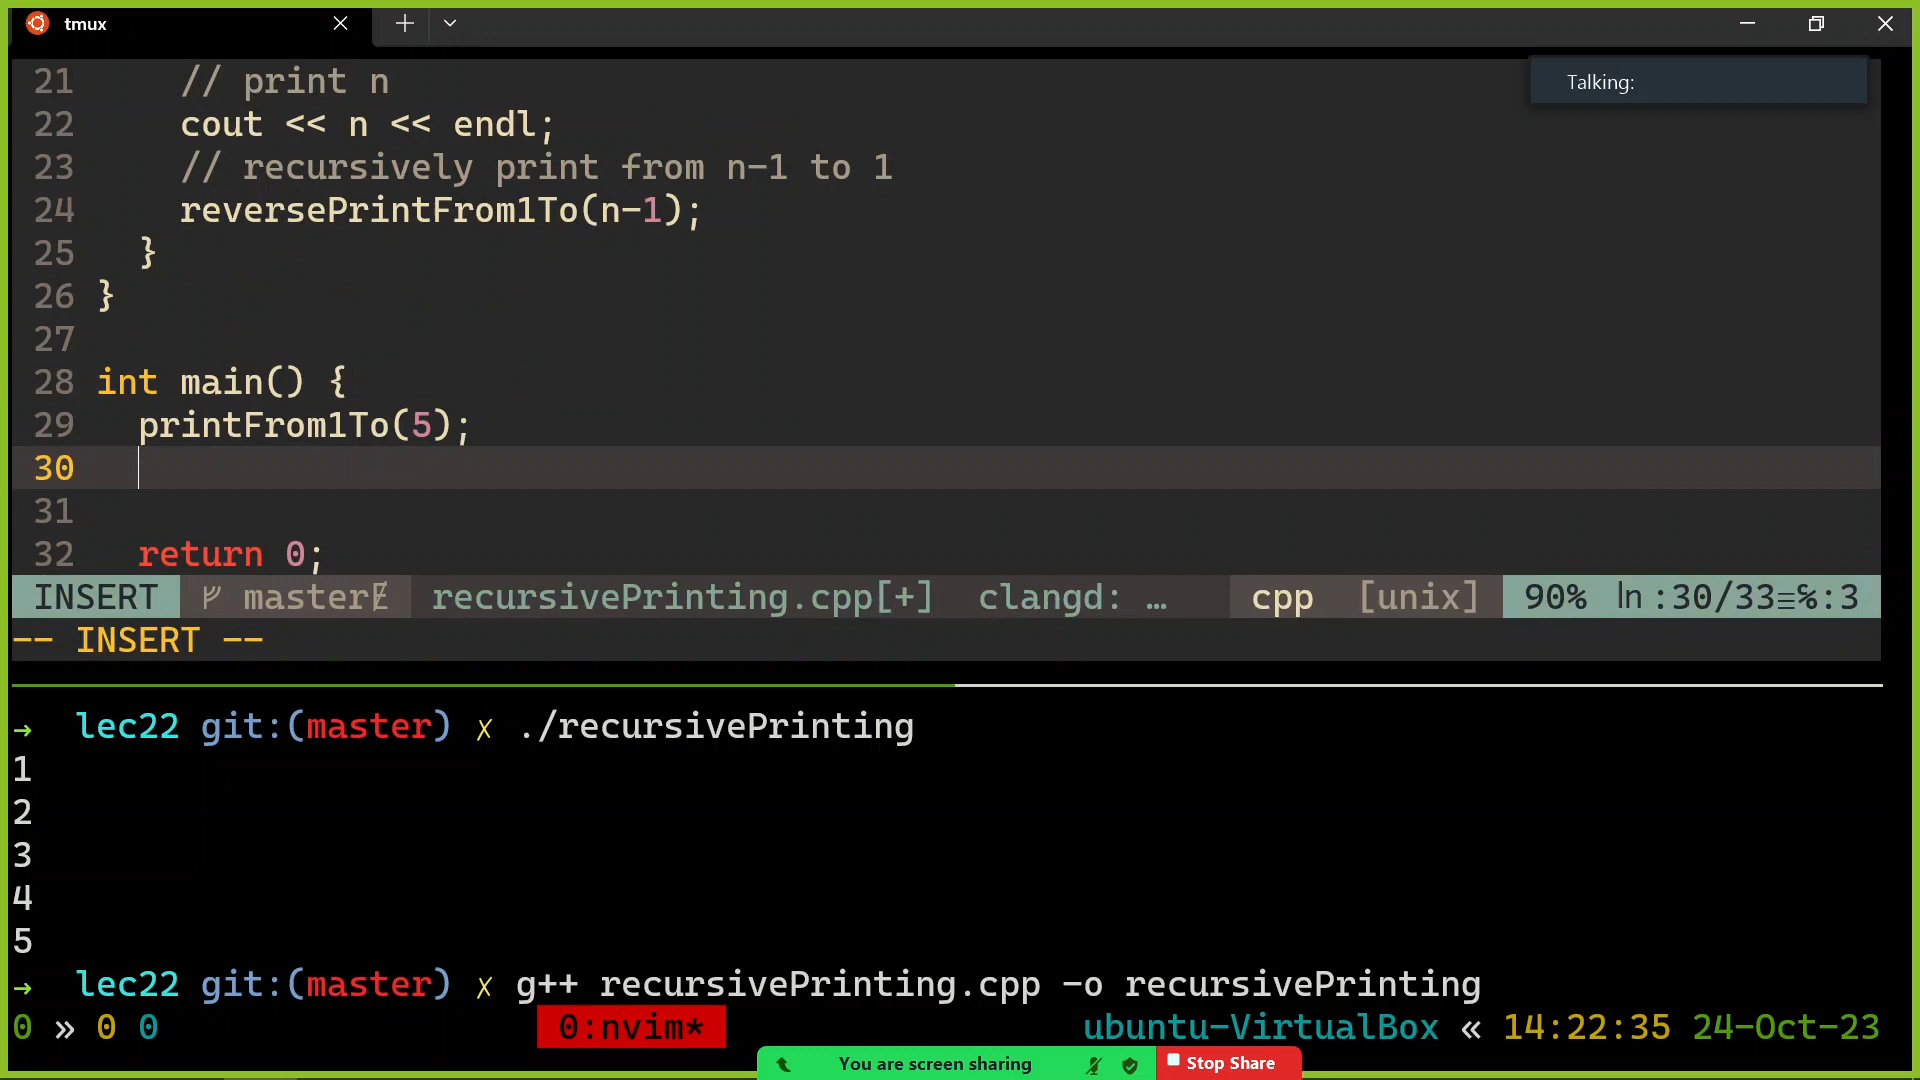 tmux
Talking:
21 // print n
22 cout << n << endl;
23 // recursively print from n-1 to 1
24 reversePrintFrom1To(n-1);
25 }
26 }
27
28 int main() {
29 printFrom1To(5);
30
31
32 return 0;
INSERT master recursivePrinting.cpp[+] clangd: … cpp [unix] 90% ln :30/33≡%:3
-- INSERT --
→ lec22 git:(master) ✗ ./recursivePrinting
1
2
3
4
5
→ lec22 git:(master) ✗ g++ recursivePrinting.cpp -o recursivePrinting
0 » 0 0 0:nvim* ubuntu-VirtualBox « 14:22:35 24-Oct-23
You are screen sharing Stop Share